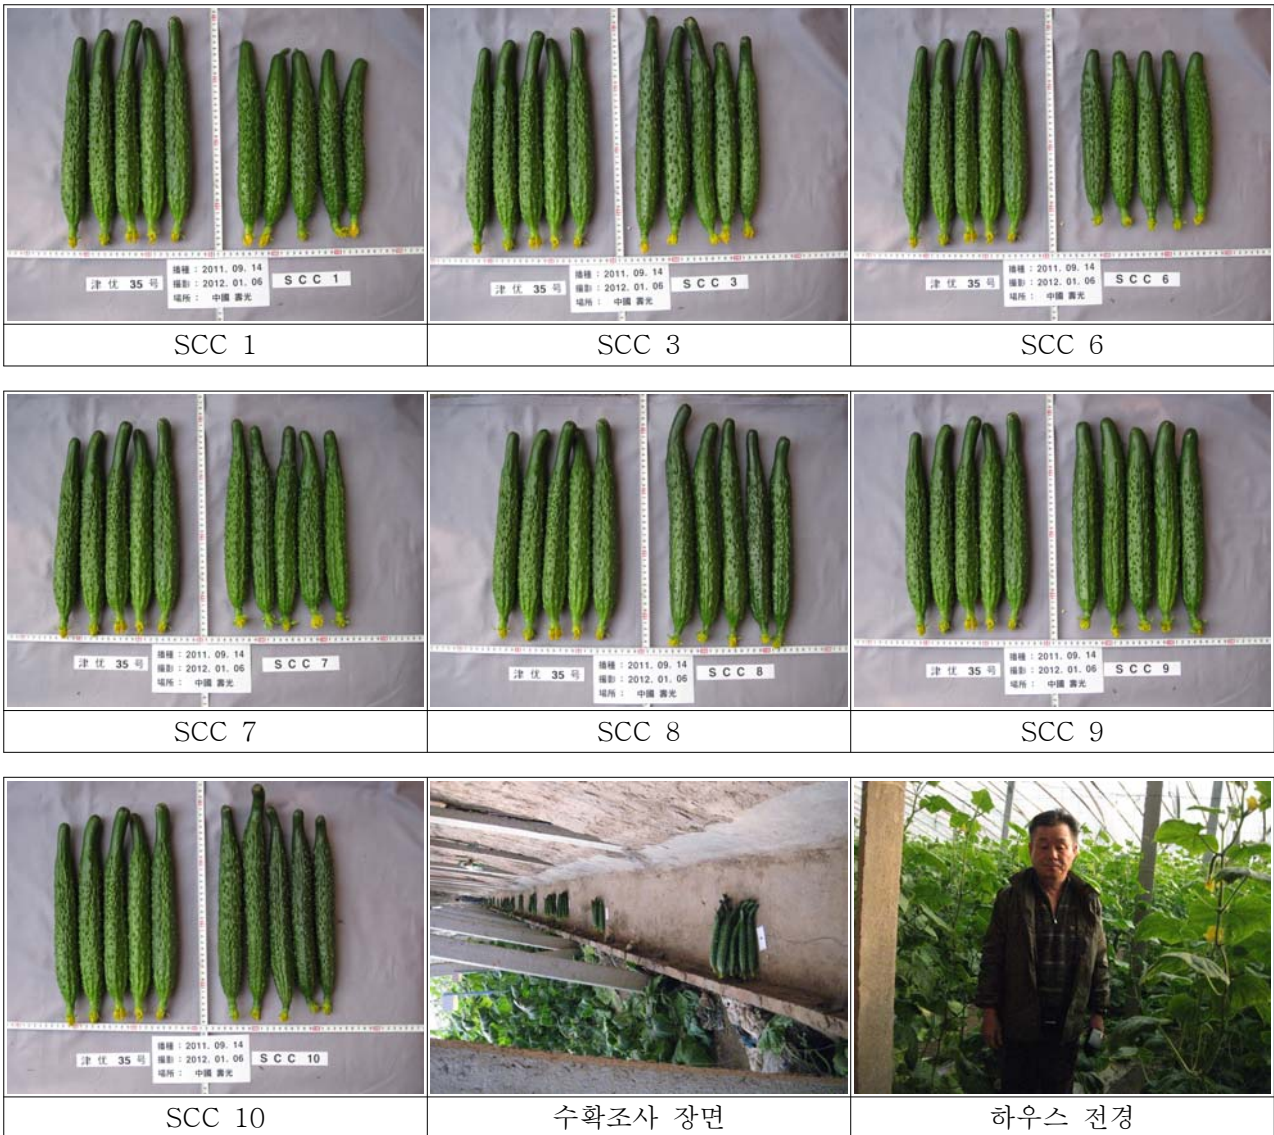 津优 35 号
播種 : 2011. 09. 14
撮影 : 2012. 01. 06
場所 : 中國 壽光
SCC 1
津优 35 号
播種 : 2011. 09. 14
撮影 : 2012. 01. 06
場所 : 中國 壽光
SCC 3
津优 35 号
播種 : 2011. 09. 14
撮影 : 2012. 01. 06
場所 : 中國 壽光
SCC 6
SCC 1
SCC 3
SCC 6
津优 35 号
播種 : 2011. 09. 14
撮影 : 2012. 01. 06
場所 : 中國 壽光
SCC 7
津优 35 号
播種 : 2011. 09. 14
撮影 : 2012. 01. 06
場所 : 中國 壽光
SCC 8
津优 35 号
播種 : 2011. 09. 14
撮影 : 2012. 01. 06
場所 : 中國 壽光
SCC 9
SCC 7
SCC 8
SCC 9
津优 35 号
播種 : 2011. 09. 14
撮影 : 2012. 01. 06
場所 : 中國 壽光
SCC 10
SCC 10
수확조사 장면
하우스 전경